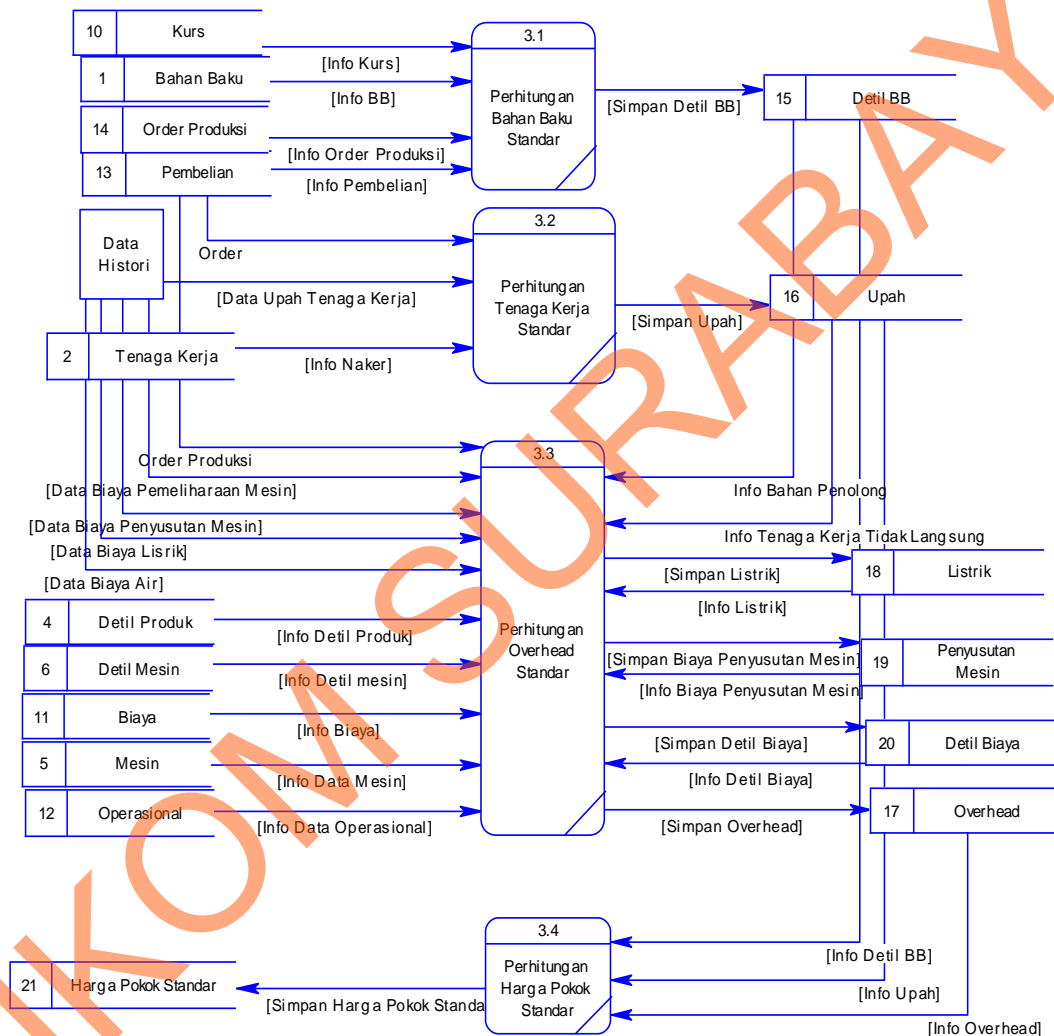 10 Kurs
[Info Kurs]
1 Bahan Baku
[Info BB]
14 Order Produksi
[Info Order Produksi]
13 Pembelian
[Info Pembelian]
3.1
Perhitungan
Bahan Baku
Standar
[Simpan Detil BB]
15 Detil BB
Data
Histori
Order
[Data Upah Tenaga Kerja]
2 Tenaga Kerja
[Info Naker]
3.2
Perhitungan
Tenaga Kerja
Standar
[Simpan Upah]
16 Upah
Order Produksi
[Data Biaya Pemeliharaan Mesin]
[Data Biaya Penyusutan Mesin]
[Data Biaya Lisrik]
[Data Biaya Air]
4 Detil Produk
[Info Detil Produk]
6 Detil Mesin
[Info Detil mesin]
11 Biaya
[Info Biaya]
5 Mesin
[Info Data Mesin]
12 Operasional
[Info Data Operasional]
3.3
Perhitungan
Overhead
Standar
Info Bahan Penolong
Info Tenaga Kerja Tidak Langsung
[Simpan Listrik]
18 Listrik
[Info Listrik]
[Simpan Biaya Penyusutan Mesin]
19 Penyusutan
Mesin
[Info Biaya Penyusutan Mesin]
[Simpan Detil Biaya]
20 Detil Biaya
[Info Detil Biaya]
[Simpan Overhead]
17 Overhead
3.4
Perhitungan
Harga Pokok
Standar
[Info Detil BB]
[Info Upah]
[Info Overhead]
[Simpan Harga Pokok Standa
21 Harga Pokok Standar
IKOM SURABAY